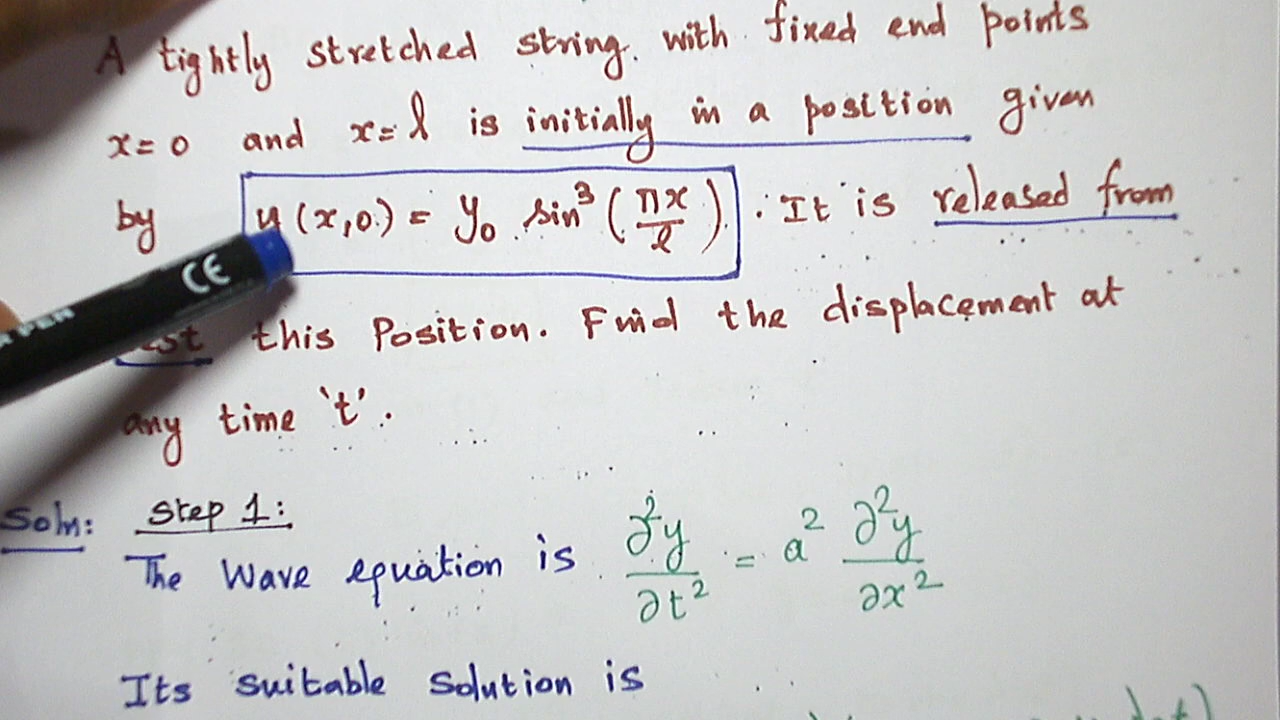 A tightly stretched string with fixed end points
x=0 and x=l is initially in a position given
by y(x,0) = y₀ sin³(πx/l). It is released from
this Position. Find the displacement at
any time 't'.
Soln: Step 1:
The Wave equation is ∂²y/∂t² = a² ∂²y/∂x²
Its suitable solution is
CE
PEN